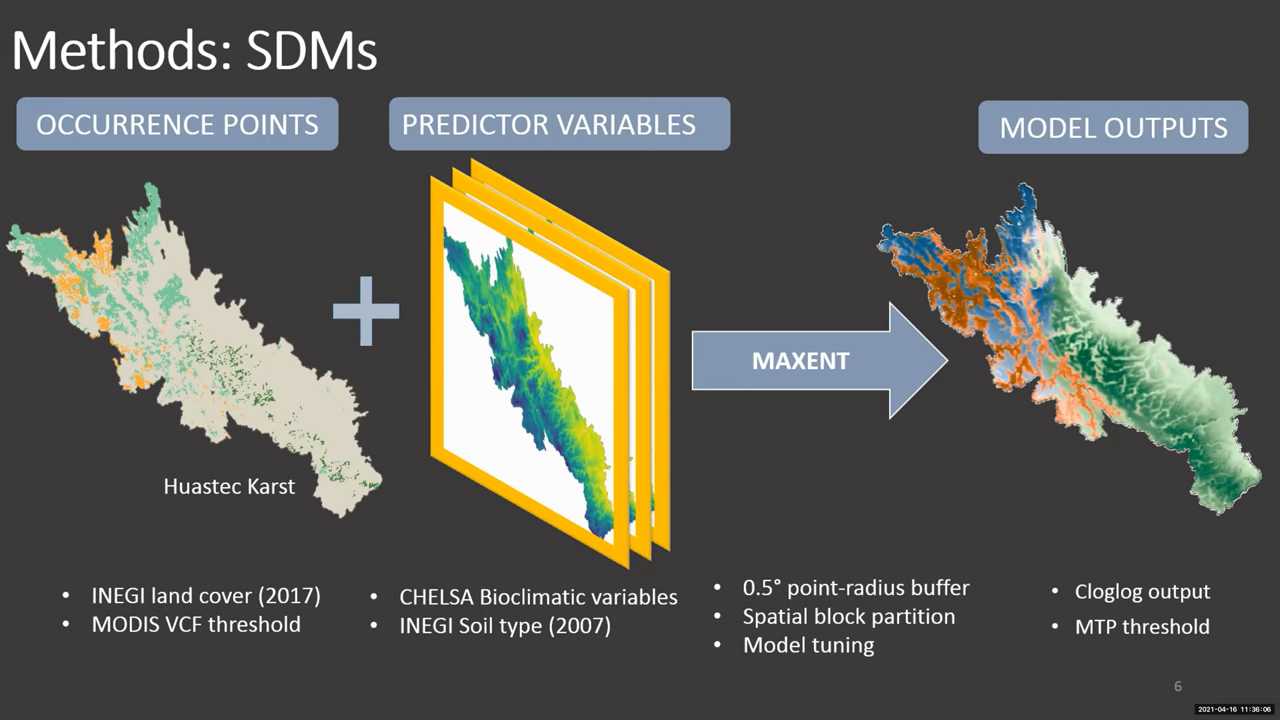 Methods: SDMs
OCCURRENCE POINTS
PREDICTOR VARIABLES
MODEL OUTPUTS
MAXENT
Huastec Karst
• INEGI land cover (2017)
• MODIS VCF threshold
• CHELSA Bioclimatic variables
• INEGI Soil type (2007)
• 0.5° point-radius buffer
• Spatial block partition
• Model tuning
• Cloglog output
• MTP threshold
6
2021-04-16 11:36:06